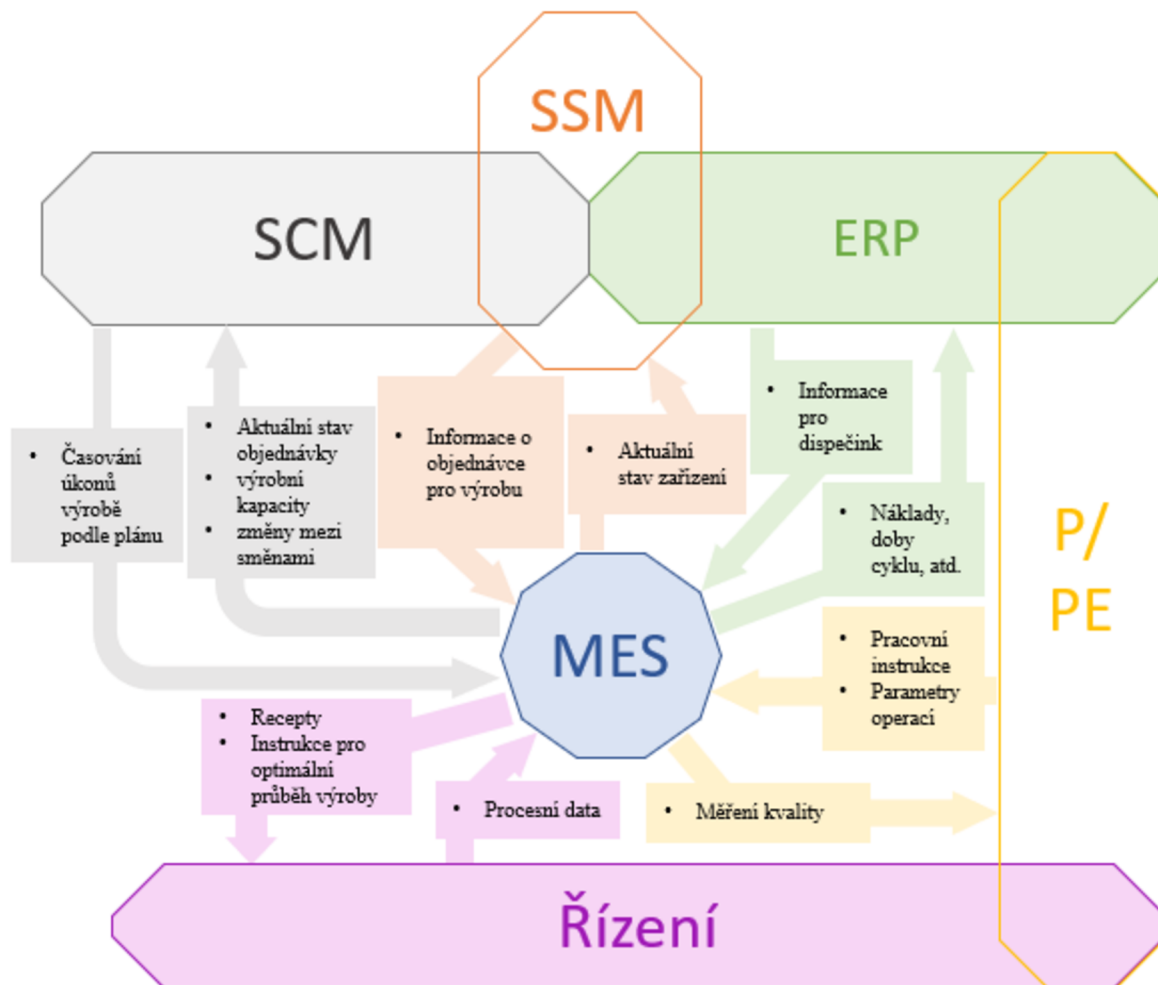 SSM
SCM
ERP
• Časování
úkonů
výrobě
podle plánu
• Aktuální stav
objednávky
• výrobní
kapacity
• změny mezi
směnami
• Informace o
objednávce
pro výrobu
• Aktuální
stav zařízení
• Informace
pro
dispečink
• Náklady,
doby
cyklu, atd.
P/
PE
MES
• Pracovní
instrukce
• Parametry
operací
• Recepty
• Instrukce pro
optimální
průběh výroby
• Procesní data
• Měření kvality
Řízení